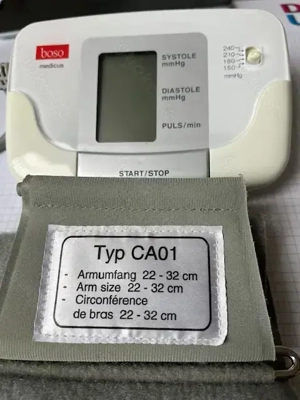 boso
medicus
SYSTOLE
mmHg
DIASTOLE
mmHg
PULS/min
240
210
180
150
mmHg
START/STOP
Typ CA01
- Armumfang 22 - 32 cm
- Arm size 22 - 32 cm
- Circonférence
de bras 22 - 32 cm